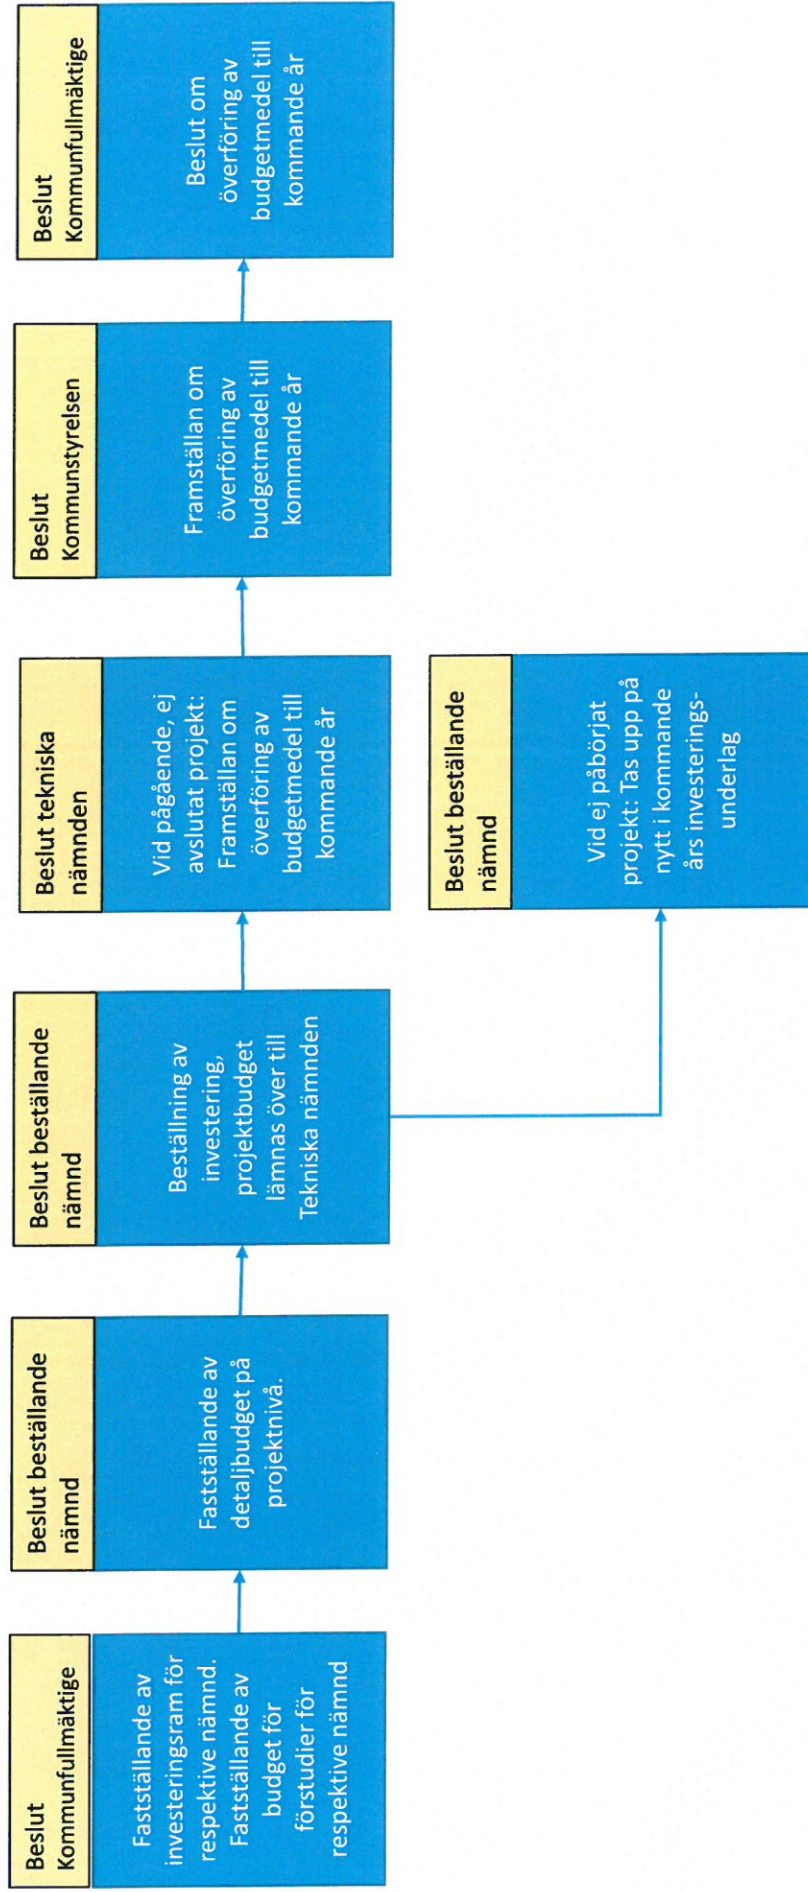 Beslut
Kommunfullmäktige
Fastställande av
investeringsram för
respektive nämnd.
Fastställande av
budget för
förstudier för
respektive nämnd
Beslut beställande
nämnd
Fastställande av
detaljbudget på
projektnivå.
Beslut beställande
nämnd
Beställning av
investering,
projektbudget
lämnas över till
Tekniska nämnden
Beslut tekniska
nämnden
Vid pågående, ej
avslutat projekt:
Framställan om
överföring av
budgetmedel till
kommande år
Beslut
Kommunstyrelsen
Framställan om
överföring av
budgetmedel till
kommande år
Beslut
Kommunfullmäktige
Beslut om
överföring av
budgetmedel till
kommande år
Beslut beställande
nämnd
Vid ej påbörjat
projekt: Tas upp på
nytt i kommande
års investerings-
underlag